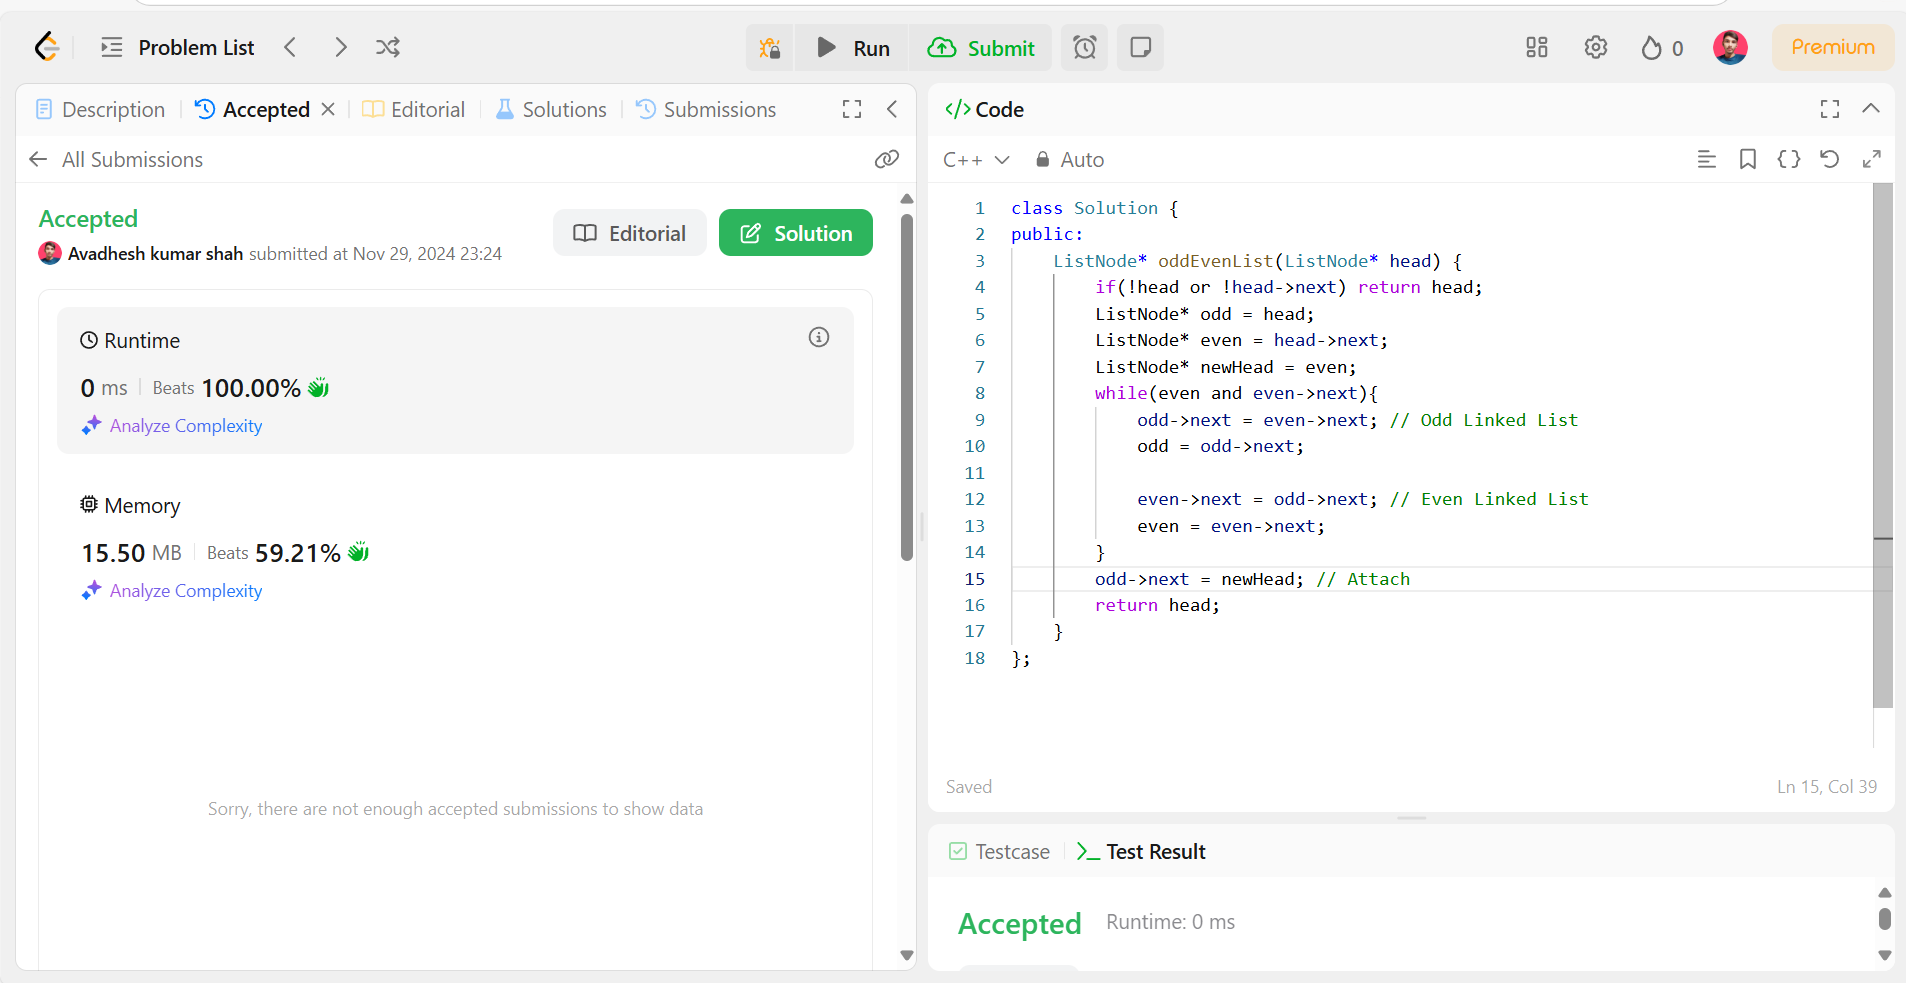 Problem List
Run
Submit
0
Premium
Description
Accepted
Editorial
Solutions
Submissions
All Submissions
Accepted
Avadhesh kumar shah submitted at Nov 29, 2024 23:24
Editorial
Solution
Runtime
0 ms
Beats 100.00%
Analyze Complexity
Memory
15.50 MB
Beats 59.21%
Analyze Complexity
Sorry, there are not enough accepted submissions to show data
</> Code
C++
Auto
1 class Solution {
2 public:
3     ListNode* oddEvenList(ListNode* head) {
4         if(!head or !head->next) return head;
5         ListNode* odd = head;
6         ListNode* even = head->next;
7         ListNode* newHead = even;
8         while(even and even->next){
9             odd->next = even->next; // Odd Linked List
10             odd = odd->next;
11
12             even->next = odd->next; // Even Linked List
13             even = even->next;
14         }
15         odd->next = newHead; // Attach
16         return head;
17     }
18 };
Saved
Ln 15, Col 39
Testcase
Test Result
Accepted
Runtime: 0 ms